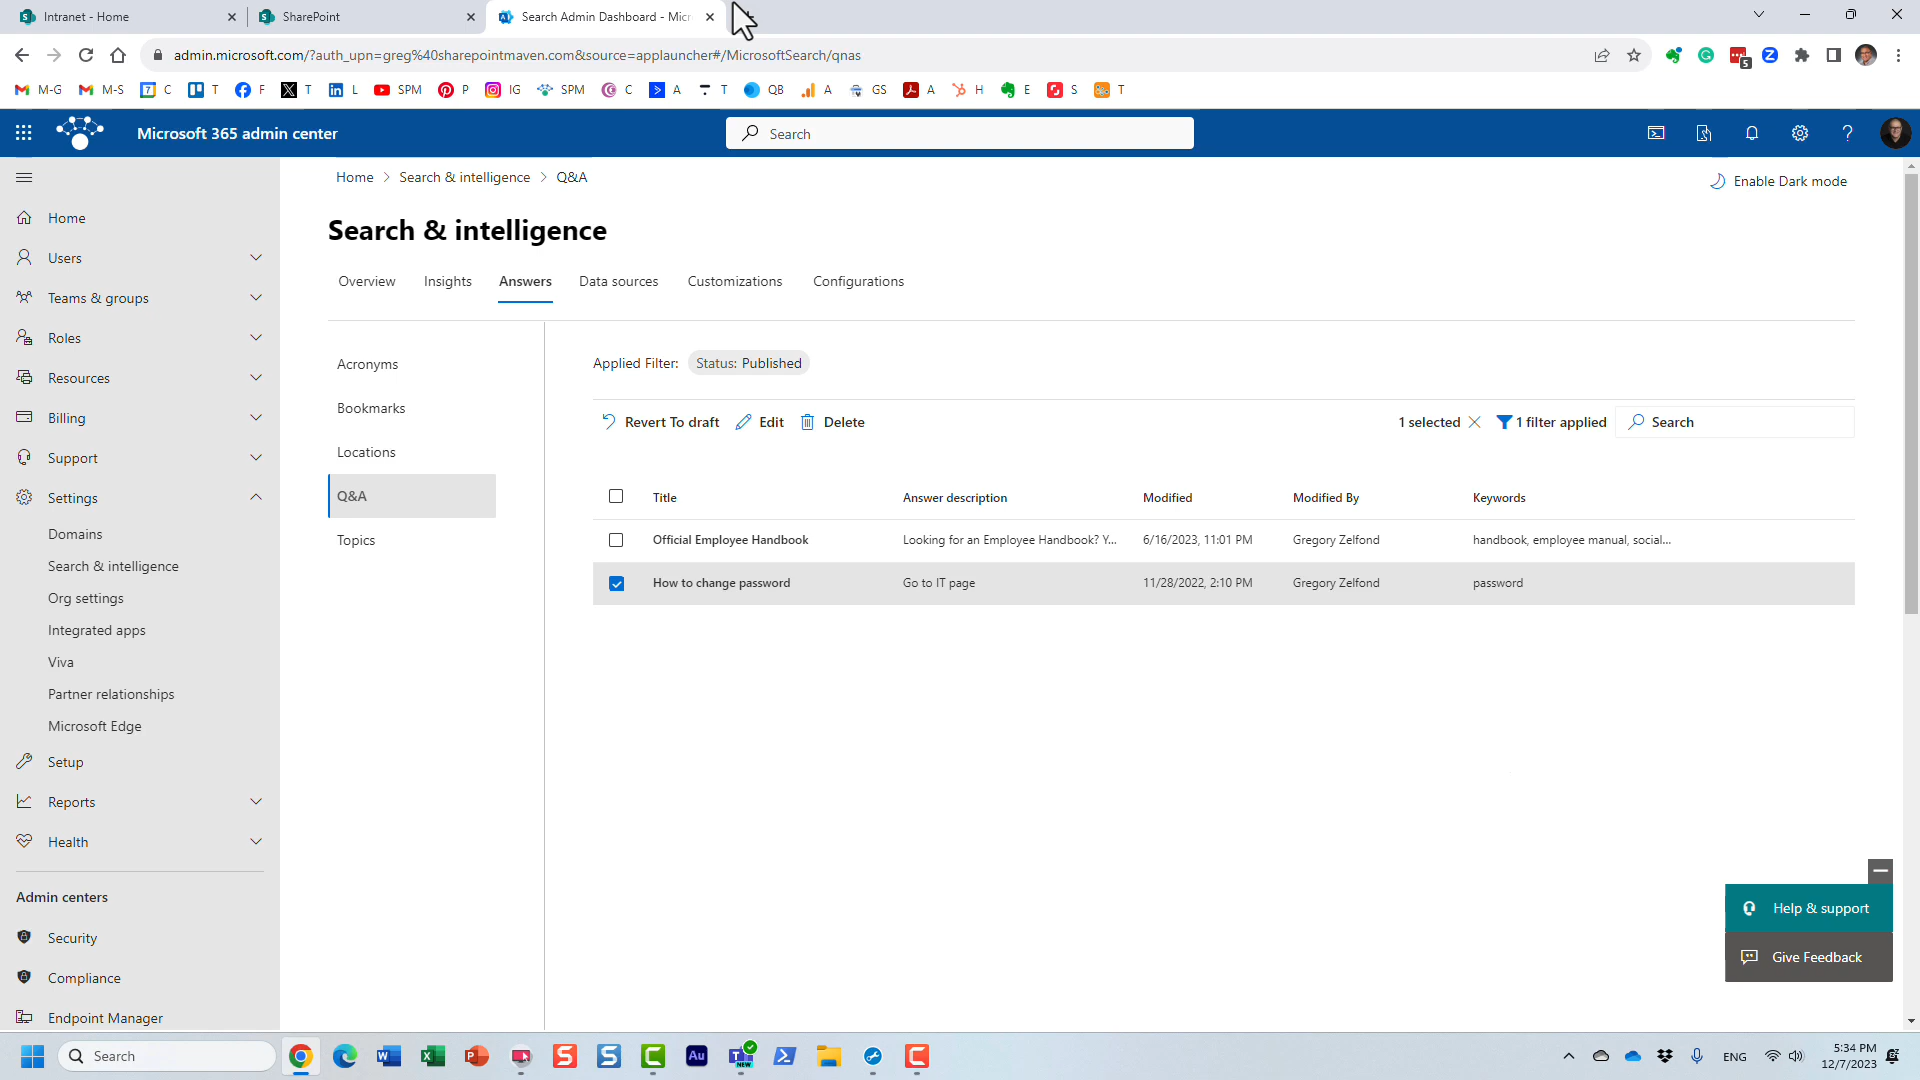 Intranet - Home
SharePoint
Search Admin Dashboard - Micr
admin.microsoft.com/?auth_upn=greg%40sharepointmaven.com&source=applauncher#/MicrosoftSearch/qnas
5
M-G
M-S
7 C
T
F
T
L
SPM
P
IG
SPM
C
A
T
QB
A
GS
A
H
E
S
T
Microsoft 365 admin center
Search
Home > Search & intelligence > Q&A
Enable Dark mode
Home
Users
Teams & groups
Roles
Resources
Billing
Support
Settings
Domains
Search & intelligence
Org settings
Integrated apps
Viva
Partner relationships
Microsoft Edge
Setup
Reports
Health
Admin centers
Security
Compliance
Endpoint Manager
Search & intelligence
Overview
Insights
Answers
Data sources
Customizations
Configurations
Acronyms
Bookmarks
Locations
Q&A
Topics
Applied Filter: Status: Published
Revert To draft
Edit
Delete
1 selected
1 filter applied
Search
Title
Answer description
Modified
Modified By
Keywords
Official Employee Handbook
Looking for an Employee Handbook? Y...
6/16/2023, 11:01 PM
Gregory Zelfond
handbook, employee manual, social...
How to change password
Go to IT page
11/28/2022, 2:10 PM
Gregory Zelfond
password
Help & support
Give Feedback
Search
Au
NEW
ENG
5:34 PM
12/7/2023